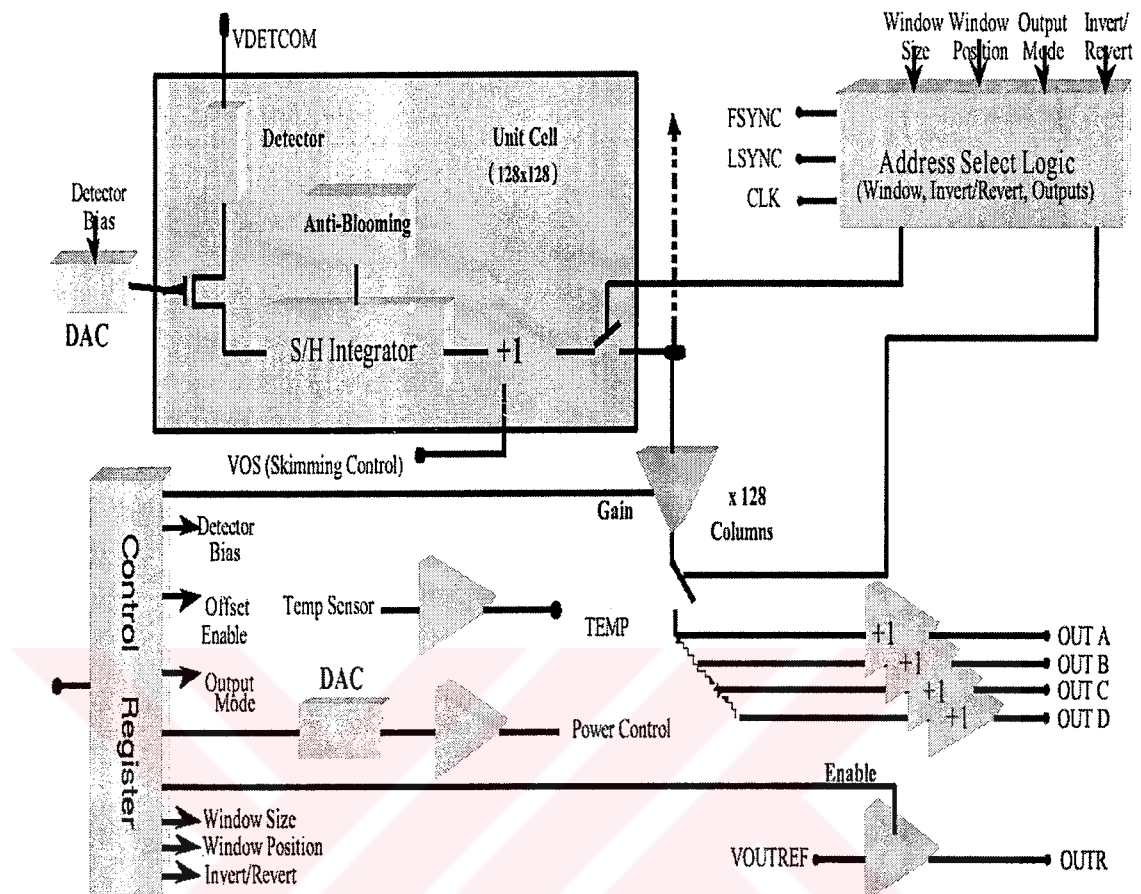 VDETCOM
Window Size
Window Position
Output Mode
Invert/
Revert
Detector
Unit Cell
(128x128)
FSYNC
LSYNC
CLK
Address Select Logic
(Window, Invert/Revert, Outputs)
Detector
Bias
Anti-Blooming
DAC
S/H Integrator
+1
VOS (Skimming Control)
Gain
x 128
Columns
Control Register
Detector
Bias
Offset
Enable
Output
Mode
Temp Sensor
TEMP
DAC
Power Control
+1
OUT A
+1
OUT B
+1
OUT C
+1
OUT D
Enable
Window Size
Window Position
Invert/Revert
VOUTREF
OUTR